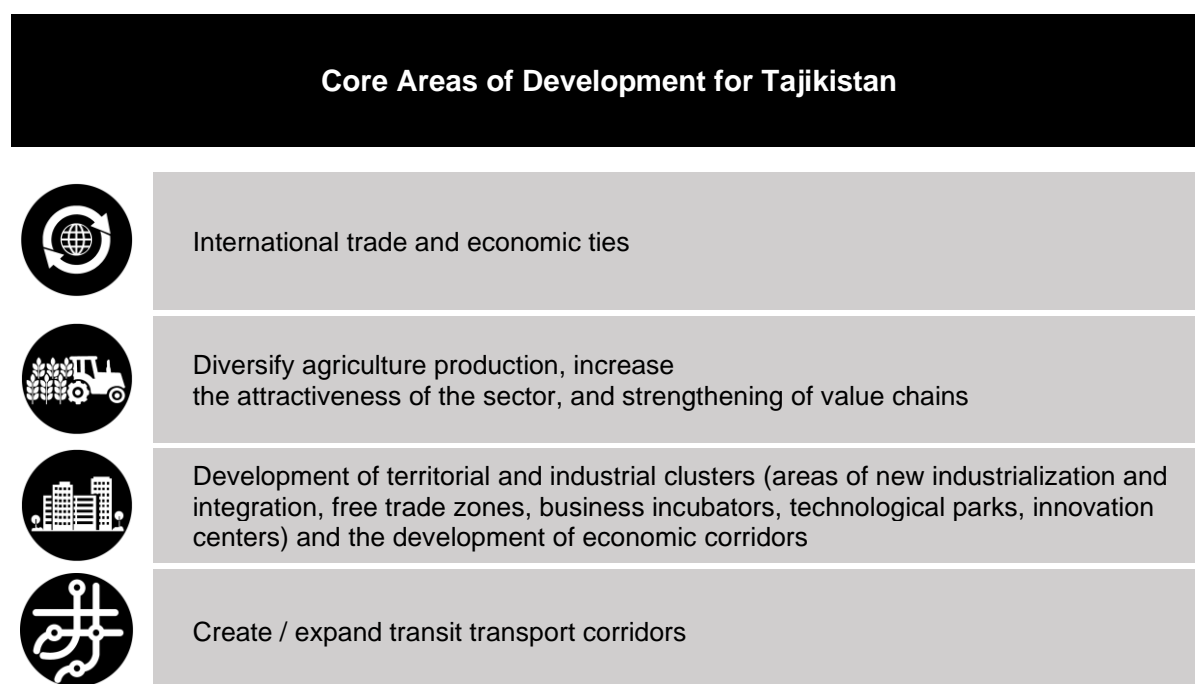 Core Areas of Development for Tajikistan
International trade and economic ties
Diversify agriculture production, increase
the attractiveness of the sector, and strengthening of value chains
Development of territorial and industrial clusters (areas of new industrialization and
integration, free trade zones, business incubators, technological parks, innovation
centers) and the development of economic corridors
Create / expand transit transport corridors